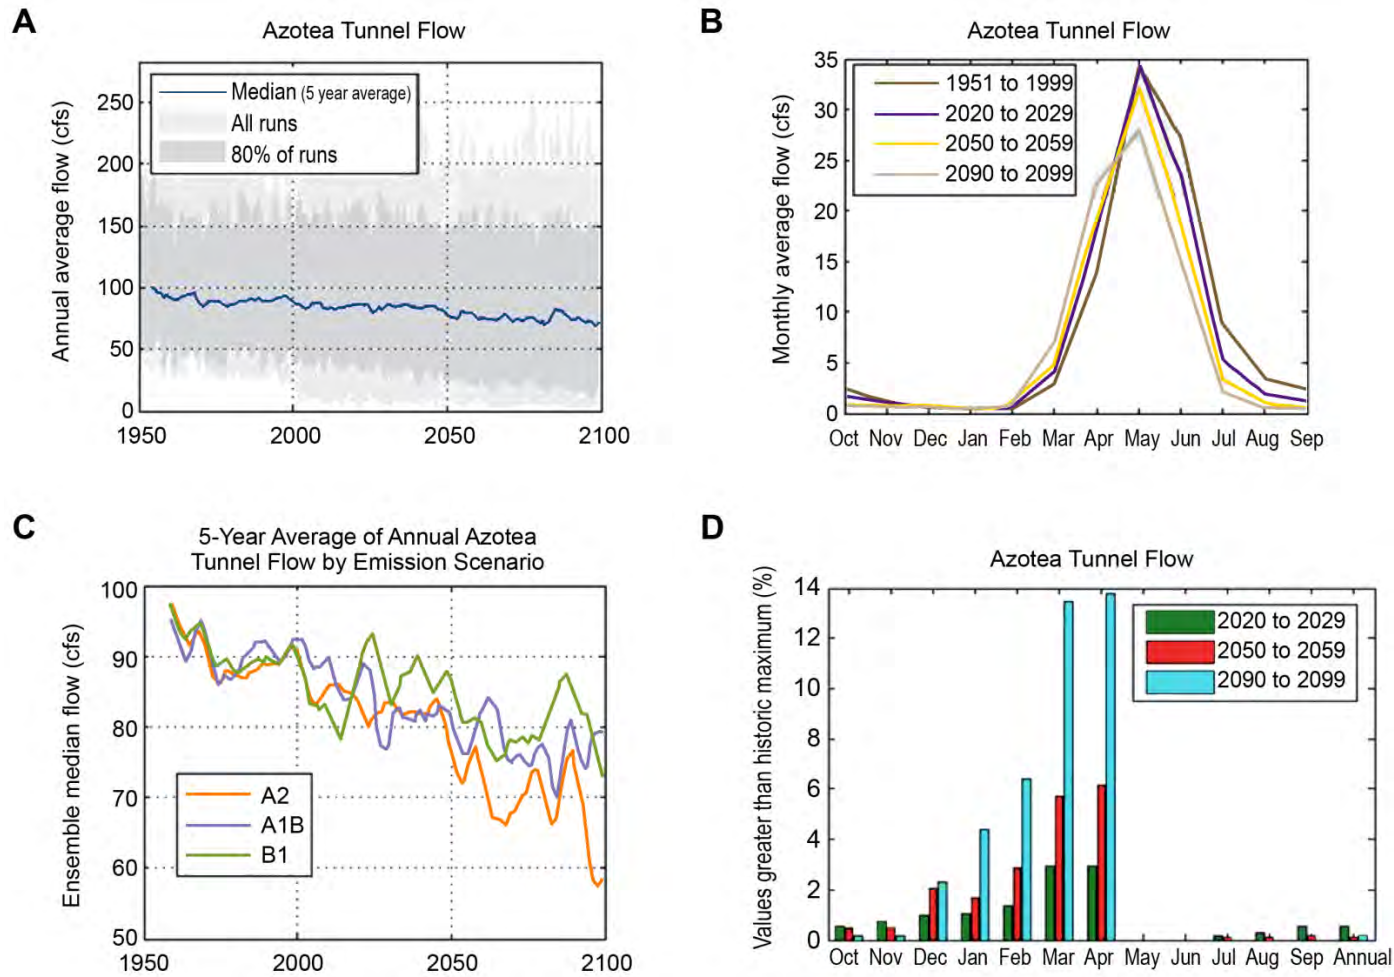 A
Azotea Tunnel Flow
Annual average flow (cfs)
Median (5 year average)
All runs
80% of runs
250
200
150
100
50
0
1950 2000 2050 2100
B
Azotea Tunnel Flow
Monthly average flow (cfs)
1951 to 1999
2020 to 2029
2050 to 2059
2090 to 2099
35
30
25
20
15
10
5
0
Oct Nov Dec Jan Feb Mar Apr May Jun Jul Aug Sep
C
5-Year Average of Annual Azotea
Tunnel Flow by Emission Scenario
Ensemble median flow (cfs)
100
90
80
70
60
50
A2
A1B
B1
1950 2000 2050 2100
D
Azotea Tunnel Flow
Values greater than historic maximum (%)
14
12
10
8
6
4
2
0
2020 to 2029
2050 to 2059
2090 to 2099
Oct Nov Dec Jan Feb Mar Apr May Jun Jul Aug Sep Annual